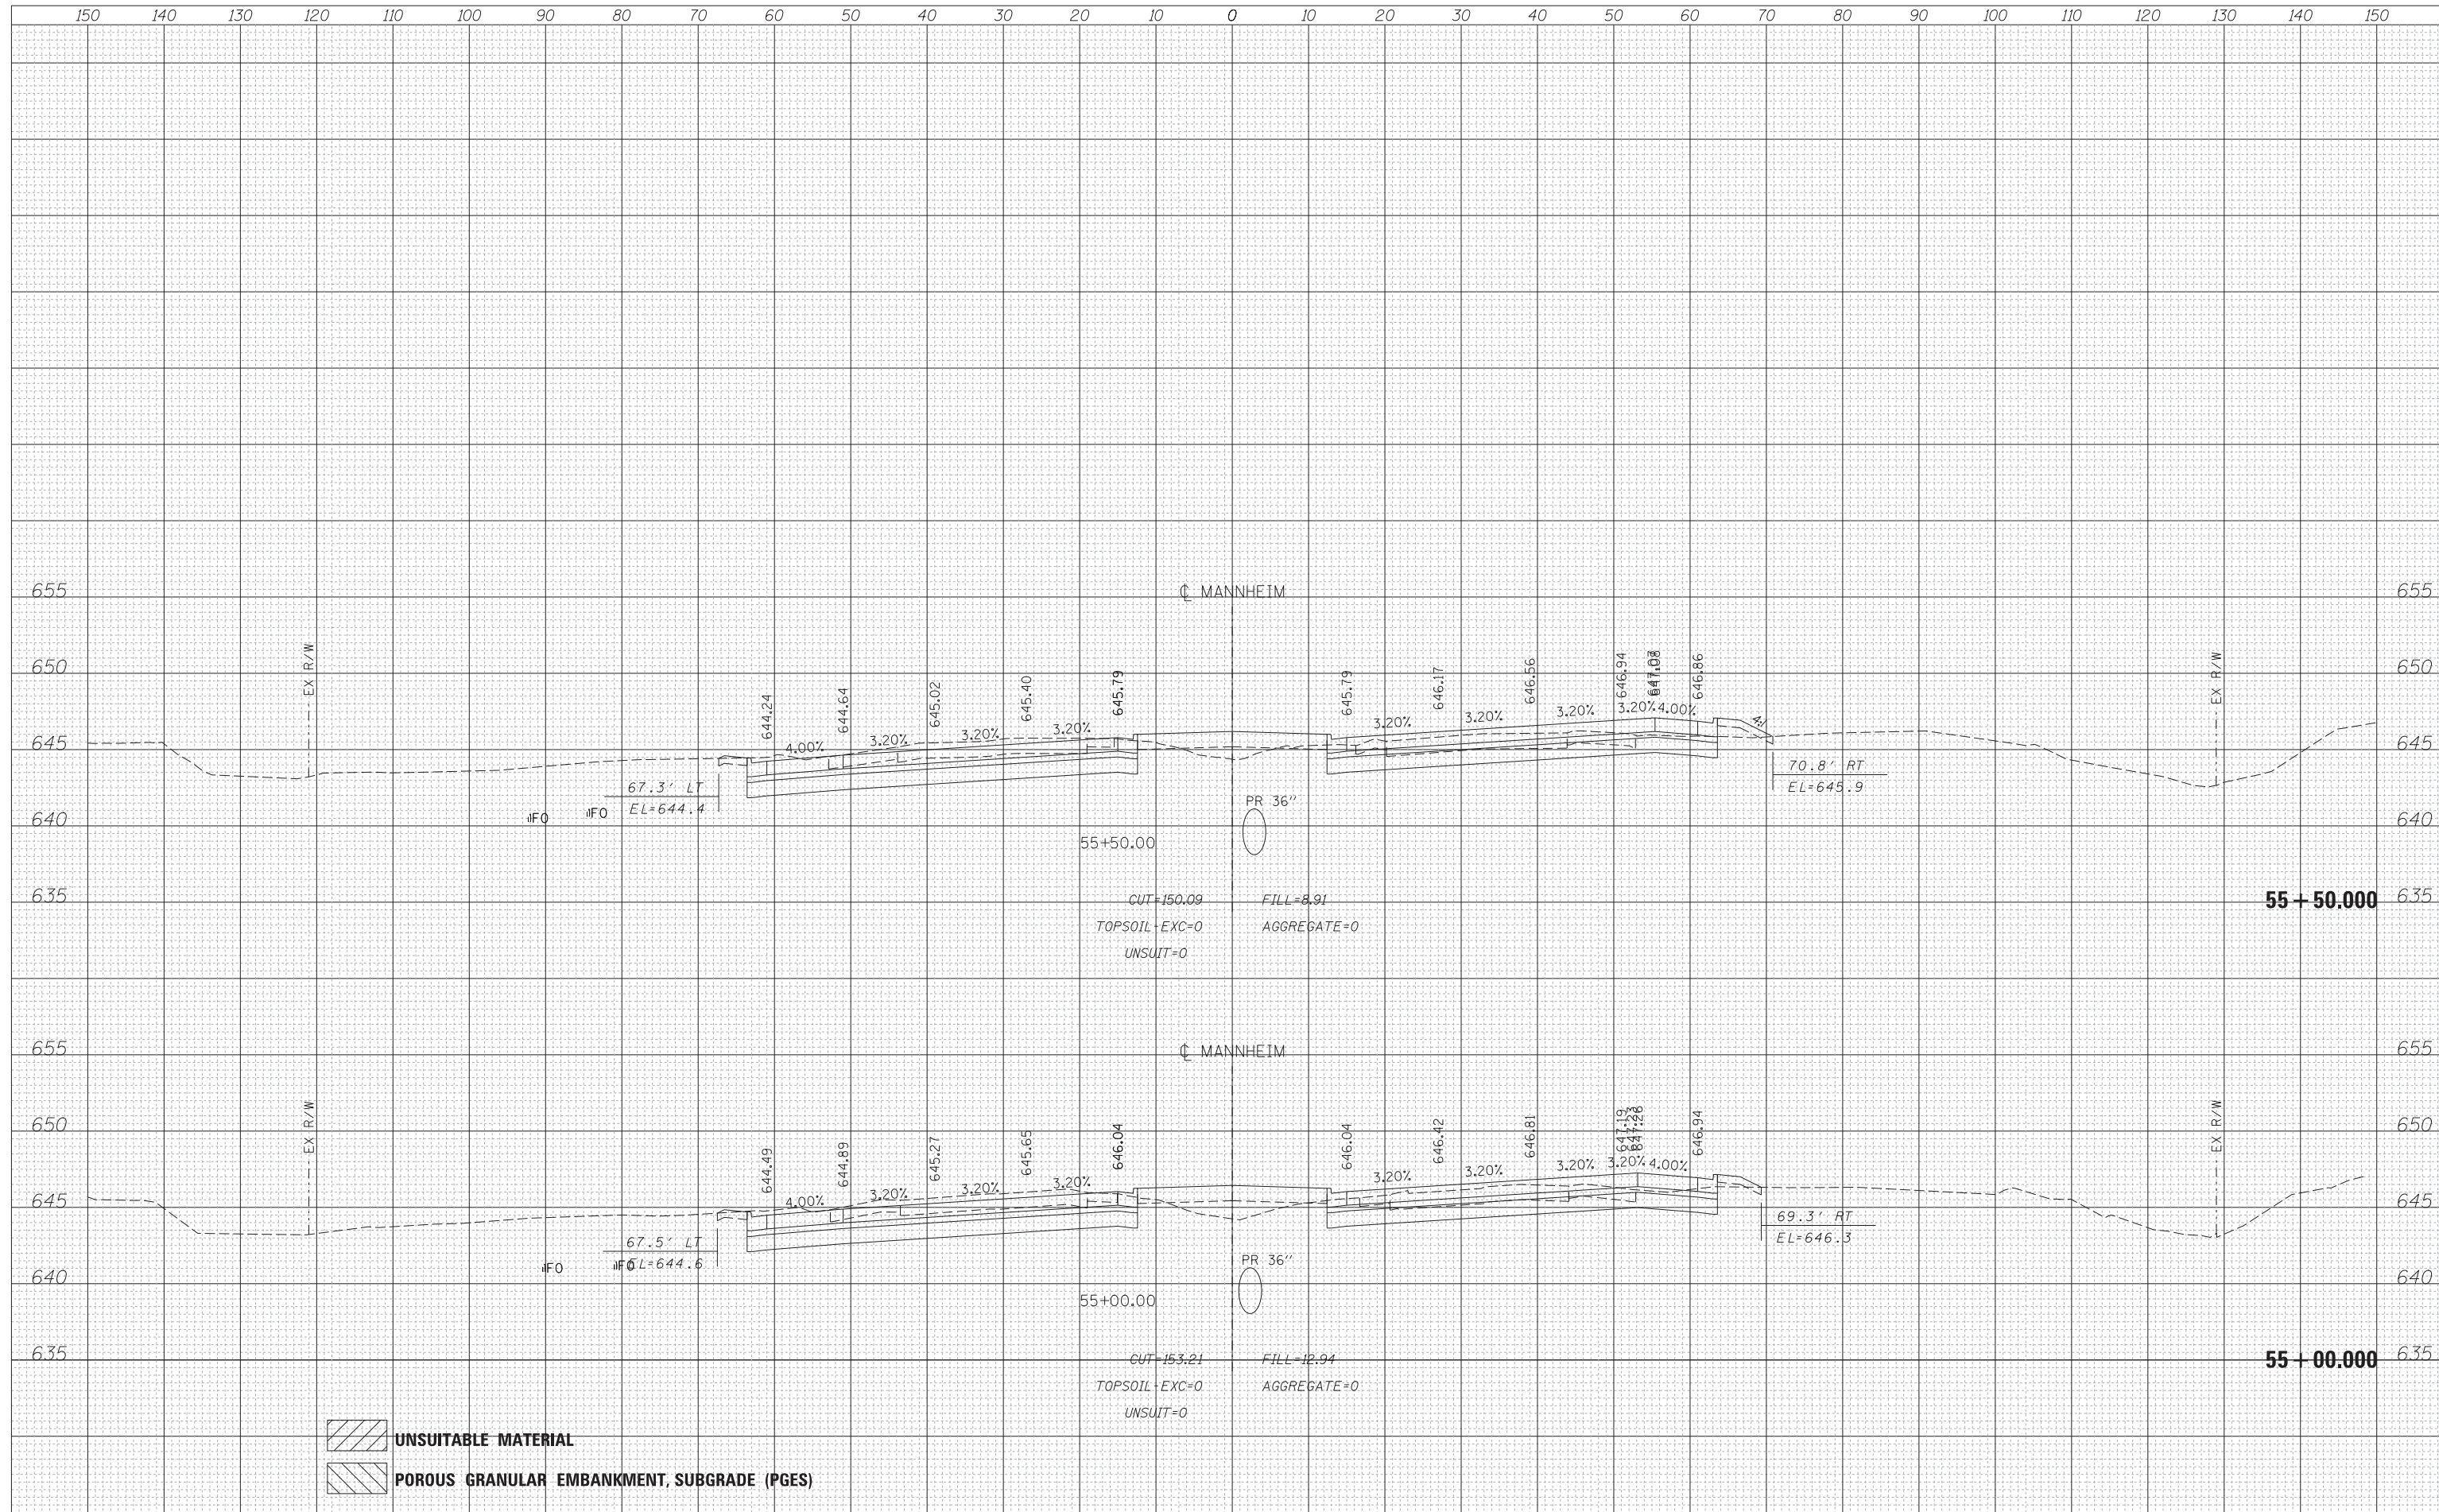 150 140 130 120 110 100 90 80 70 60 50 40 30 20 10 0 10 20 30 40 50 60 70 80 90 100 110 120 130 140 150
655 ℄ MANNHEIM 655
650 EX R/W 644.24 644.64 645.02 645.40 645.79 645.79 646.17 646.56 646.94 647.08 646.86 EX R/W 650
645 4.00% 3.20% 3.20% 3.20% 3.20% 3.20% 3.20% 3.20% 4.00% 4:1 645
67.3' LT
EL=644.4
70.8' RT
EL=645.9
640 FO FO PR 36" 640
55+50.00
635 CUT=150.09 FILL=8.91 55+50.000 635
TOPSOIL-EXC=0 AGGREGATE=0
UNSUIT=0
655 ℄ MANNHEIM 655
650 EX R/W 644.49 644.89 645.27 645.65 646.04 646.04 646.42 646.81 647.19 647.23 647.26 646.94 EX R/W 650
645 4.00% 3.20% 3.20% 3.20% 3.20% 3.20% 3.20% 3.20% 4.00% 645
67.5' LT
EL=644.6
69.3' RT
EL=646.3
640 FO FO PR 36" 640
55+00.00
635 CUT=153.21 FILL=12.94 55+00.000 635
TOPSOIL-EXC=0 AGGREGATE=0
UNSUIT=0
UNSUITABLE MATERIAL
POROUS GRANULAR EMBANKMENT, SUBGRADE (PGES)